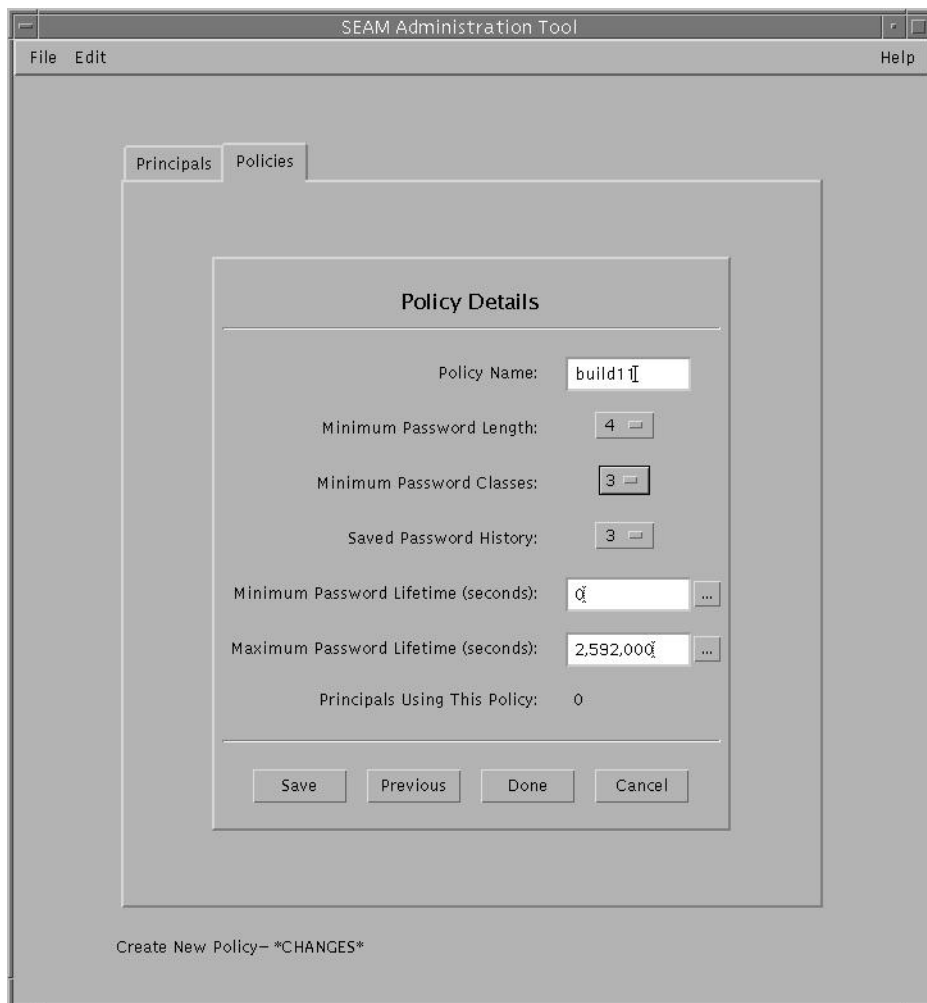 SEAM Administration Tool
File Edit Help
Principals Policies
Policy Details
Policy Name: build11
Minimum Password Length: 4
Minimum Password Classes: 3
Saved Password History: 3
Minimum Password Lifetime (seconds): 0 ...
Maximum Password Lifetime (seconds): 2,592,000 ...
Principals Using This Policy: 0
Save Previous Done Cancel
Create New Policy– *CHANGES*